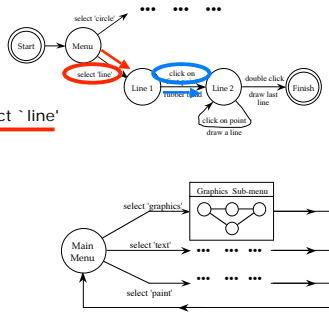 select 'circle'
•••
•••
•••
Start
Menu
select 'line'
Line 1
click on
first point
rubber band
Line 2
double click
draw last
line
Finish
click on point
draw a line
ct `line'
Graphics Sub-menu
select 'graphics'
Main
Menu
select 'text'
•••
•••
•••
select 'paint'
•••
•••
•••